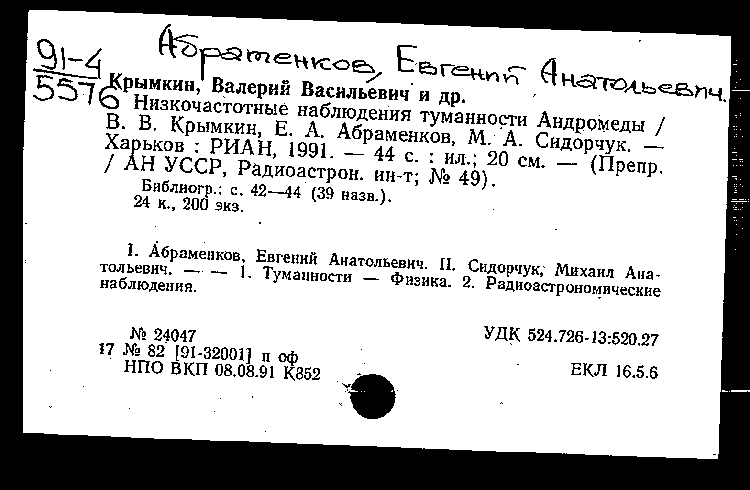 Абраменков, Евгений Анатольевич.
91-4
5576
Крымкин, Валерий Васильевич и др.
Низкочастотные наблюдения туманности Андромеды /
В. В. Крымкин, Е. А. Абраменков, М. А. Сидорчук. —
Харьков : РИАН, 1991. — 44 с. : ил.; 20 см. — (Препр.
/ АН УССР, Радиоастрон. ин-т; № 49).
Библиогр.: с. 42—44 (39 назв.).
24 к., 200 экз.
I. Абраменков, Евгений Анатольевич. II. Сидорчук, Михаил Ана-
тольевич. — — 1. Туманности — Физика. 2. Радиоастрономические
наблюдения.
№ 24047
УДК 524.726-13:520.27
17 № 82 [91-32001] п оф
НПО ВКП 08.08.91 К852
ЕКЛ 16.5.6